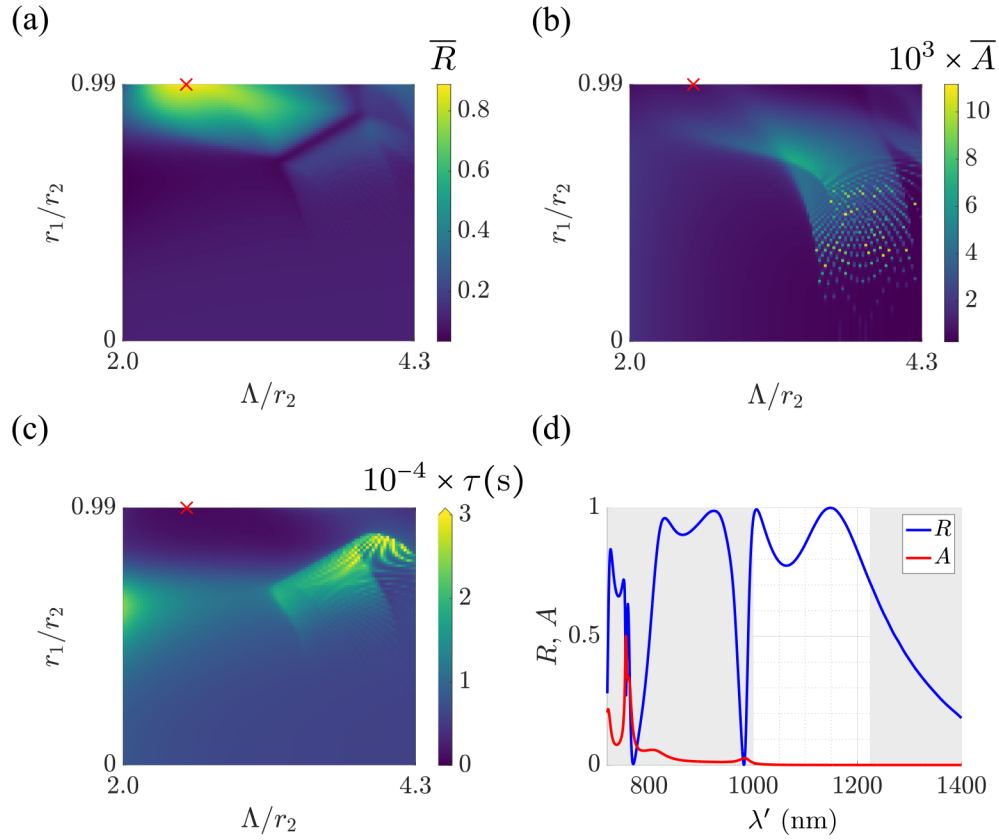 (a)
R̅
0.99
r₁/r₂
0
2.0
4.3
Λ/r₂
0.8
0.6
0.4
0.2
(b)
10³ × A̅
0.99
r₁/r₂
0
2.0
4.3
Λ/r₂
10
8
6
4
2
(c)
10⁻⁴ × τ(s)
0.99
r₁/r₂
0
2.0
4.3
Λ/r₂
3
2
1
0
(d)
R, A
1
0.5
0
800
1000
1200
1400
λ′ (nm)
R
A